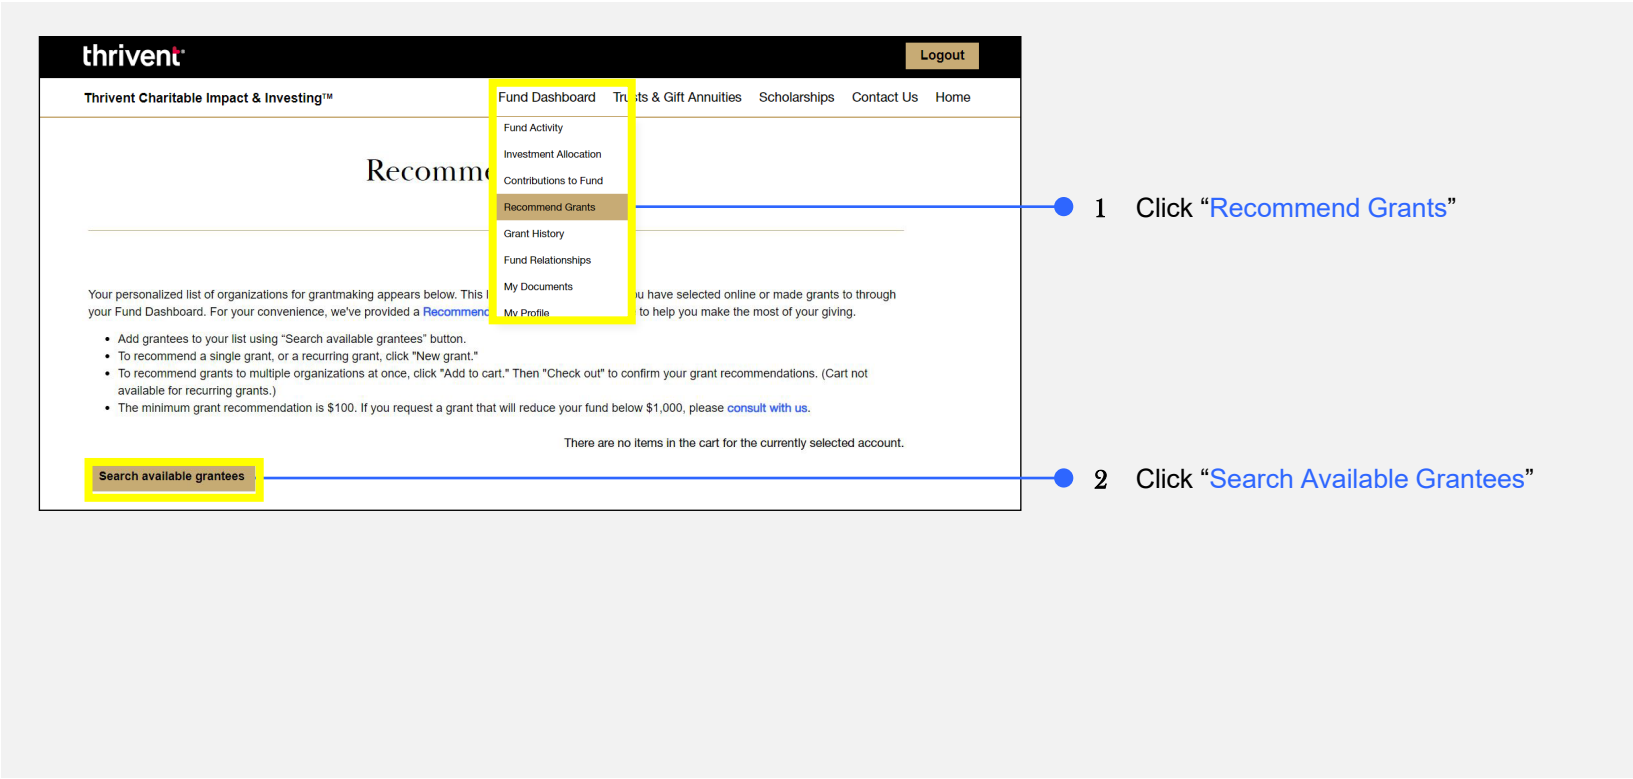 thrivent
Logout
Thrivent Charitable Impact & Investing™
Fund Dashboard Trusts & Gift Annuities Scholarships Contact Us Home
Fund Activity
Investment Allocation
Contributions to Fund
Recommend Grants
Grant History
Fund Relationships
My Documents
My Profile
1 Click “Recommend Grants”
Your personalized list of organizations for grantmaking appears below. This have selected online or made grants to through
your Fund Dashboard. For your convenience, we've provided a Recommen to help you make the most of your giving.
• Add grantees to your list using “Search available grantees” button.
• To recommend a single grant, or a recurring grant, click "New grant."
• To recommend grants to multiple organizations at once, click "Add to cart." Then "Check out" to confirm your grant recommendations. (Cart not
available for recurring grants.)
• The minimum grant recommendation is $100. If you request a grant that will reduce your fund below $1,000, please consult with us.
There are no items in the cart for the currently selected account.
Search available grantees
2 Click “Search Available Grantees”